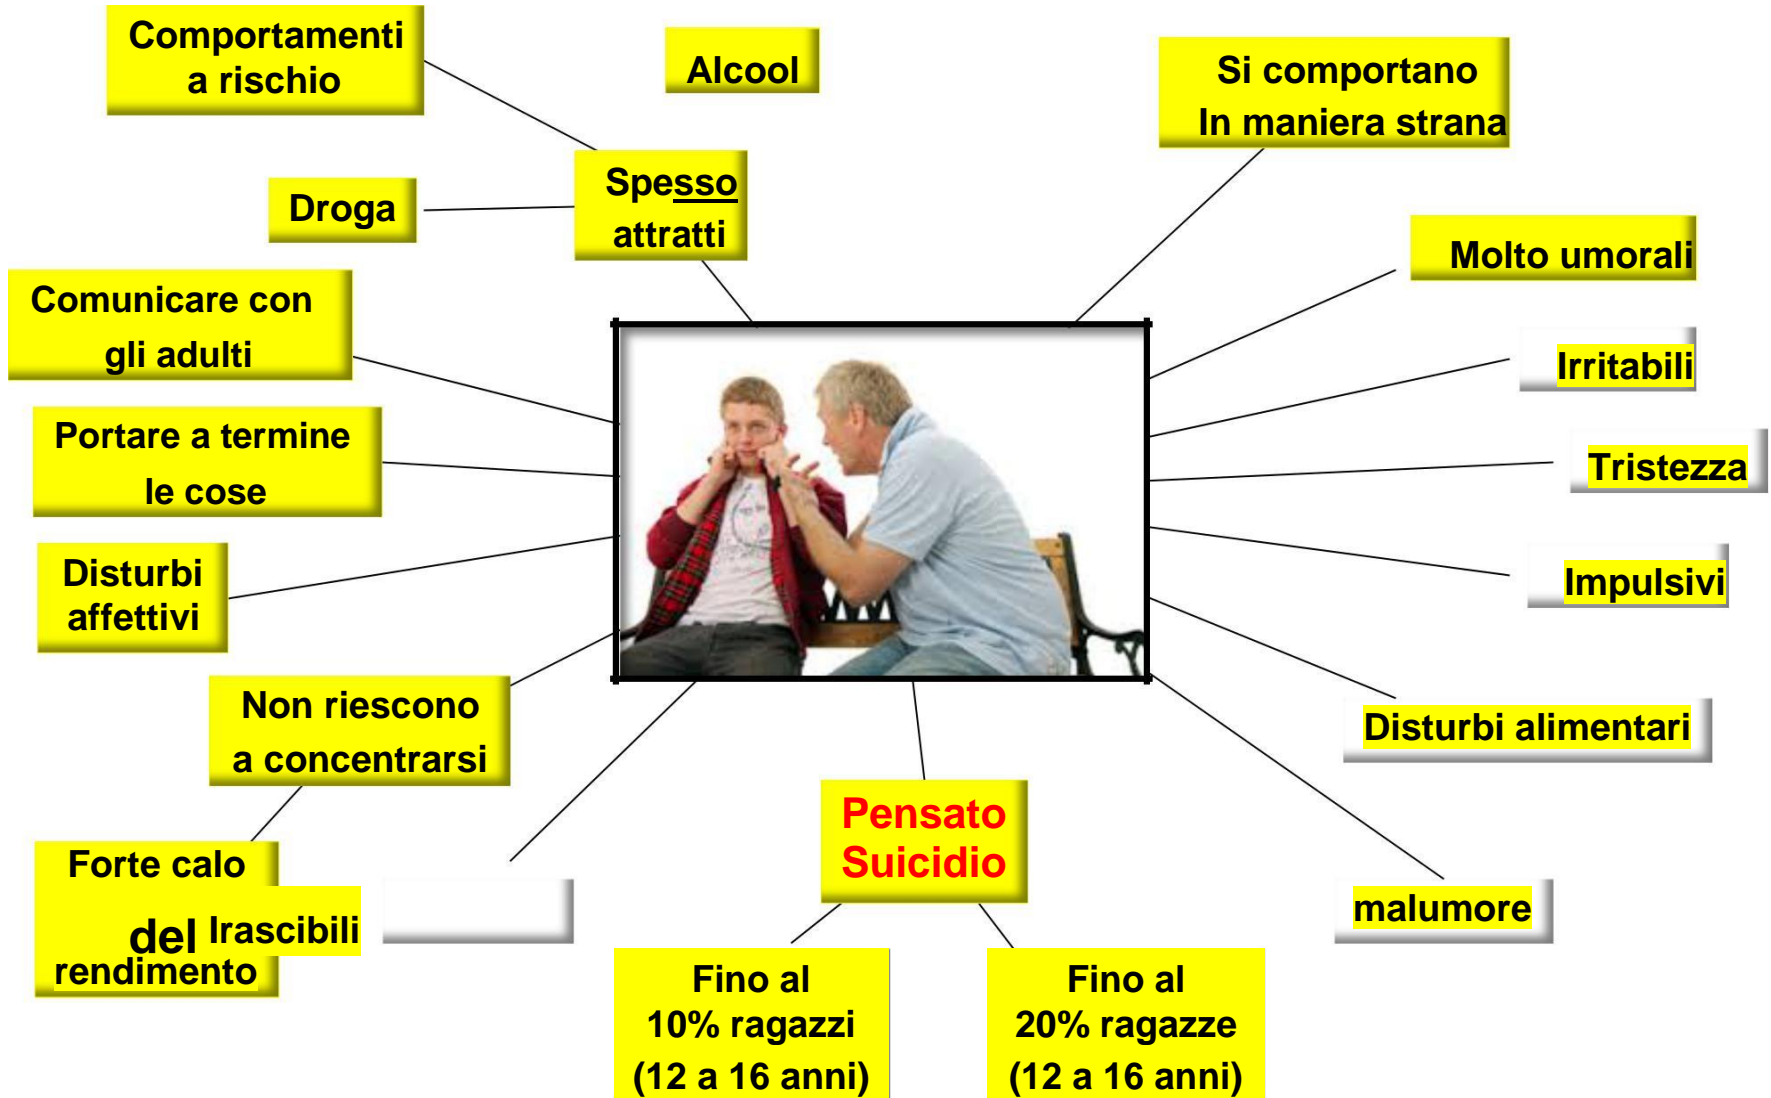 Comportamenti
a rischio
Alcool
Si comportano
In maniera strana
Spesso
attratti
Droga
Molto umorali
Comunicare con
gli adulti
Irritabili
Portare a termine
le cose
Tristezza
Disturbi
affettivi
Impulsivi
Non riescono
a concentrarsi
Disturbi alimentari
Pensato
Suicidio
Forte calo
del
rendimento
Irascibili
malumore
Fino al
10% ragazzi
(12 a 16 anni)
Fino al
20% ragazze
(12 a 16 anni)